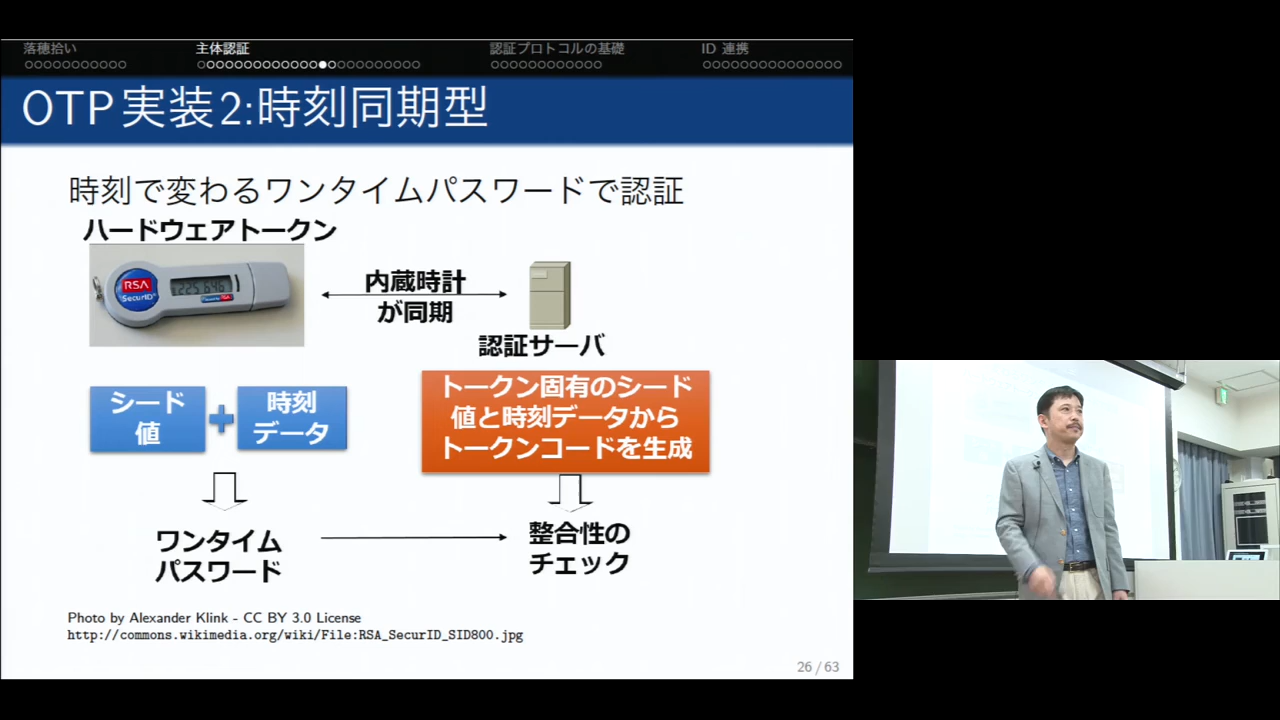 落穂拾い 主体認証 認証プロトコルの基礎 ID 連携
OTP 実装 2:時刻同期型
時刻で変わるワンタイムパスワードで認証
ハードウェアトークン
RSA
SecurID
225 646
内蔵時計
が同期
認証サーバ
シード
値
+
時刻
データ
トークン固有のシード
値と時刻データから
トークンコードを生成
ワンタイム
パスワード
整合性の
チェック
Photo by Alexander Klink - CC BY 3.0 License
http://commons.wikimedia.org/wiki/File:RSA_SecurID_SID800.jpg
26 / 63